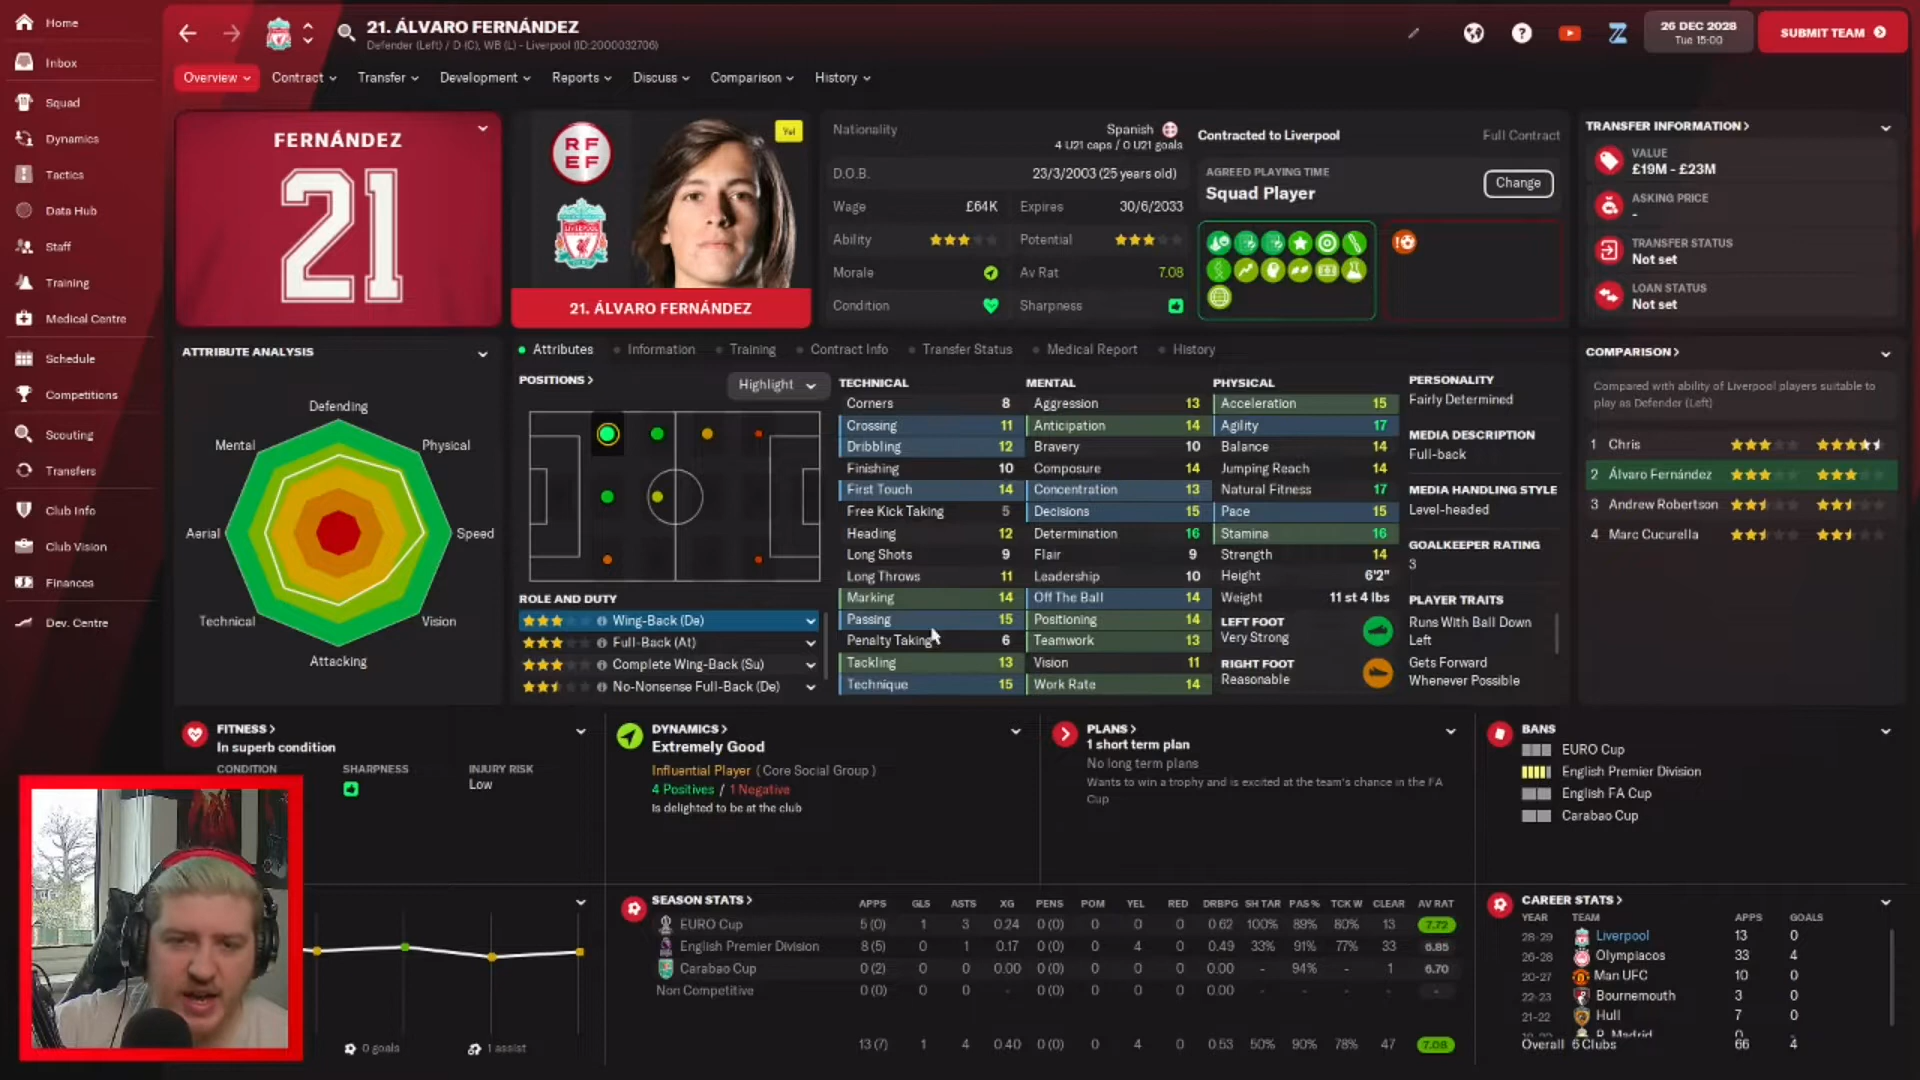 Home
Inbox
Squad
Dynamics
Tactics
Data Hub
Staff
Training
Medical Centre
Schedule
Competitions
Scouting
Transfers
Club Info
Club Vision
Finances
Dev. Centre
21. ÁLVARO FERNÁNDEZ
Defender (Left) / D (C), WB (L) - Liverpool (ID:2000032706)
26 DEC 2028
Tue 15:00
SUBMIT TEAM
Overview Contract Transfer Development Reports Discuss Comparison History
FERNÁNDEZ
21
RF
EF
Yel
21. ÁLVARO FERNÁNDEZ
Nationality Spanish
4 U21 caps / 0 U21 goals
D.O.B. 23/3/2003 (25 years old)
Wage £64K Expires 30/6/2033
Ability Potential
Morale Av Rat 7.08
Condition Sharpness
Contracted to Liverpool Full Contract
AGREED PLAYING TIME
Squad Player
Change
TRANSFER INFORMATION >
VALUE
£19M - £23M
ASKING PRICE
-
TRANSFER STATUS
Not set
LOAN STATUS
Not set
ATTRIBUTE ANALYSIS
Defending
Mental Physical
Aerial Speed
Technical Vision
Attacking
Attributes Information Training Contract Info Transfer Status Medical Report History
POSITIONS >
Highlight
ROLE AND DUTY
Wing-Back (De)
Full-Back (At)
Complete Wing-Back (Su)
No-Nonsense Full-Back (De)
TECHNICAL
Corners 8
Crossing 11
Dribbling 12
Finishing 10
First Touch 14
Free Kick Taking 5
Heading 12
Long Shots 9
Long Throws 11
Marking 14
Passing 15
Penalty Taking 6
Tackling 13
Technique 15
MENTAL
Aggression 13
Anticipation 14
Bravery 10
Composure 14
Concentration 13
Decisions 15
Determination 16
Flair 9
Leadership 10
Off The Ball 14
Positioning 14
Teamwork 13
Vision 11
Work Rate 14
PHYSICAL
Acceleration 15
Agility 17
Balance 14
Jumping Reach 14
Natural Fitness 17
Pace 15
Stamina 16
Strength 14
Height 6'2"
Weight 11 st 4 lbs
LEFT FOOT
Very Strong
RIGHT FOOT
Reasonable
PERSONALITY
Fairly Determined
MEDIA DESCRIPTION
Full-back
MEDIA HANDLING STYLE
Level-headed
GOALKEEPER RATING
3
PLAYER TRAITS
Runs With Ball Down
Left
Gets Forward
Whenever Possible
COMPARISON >
Compared with ability of Liverpool players suitable to
play as Defender (Left)
1 Chris
2 Álvaro Fernández
3 Andrew Robertson
4 Marc Cucurella
FITNESS >
In superb condition
CONDITION SHARPNESS INJURY RISK
Low
DYNAMICS >
Extremely Good
Influential Player ( Core Social Group )
4 Positives / 1 Negative
Is delighted to be at the club
PLANS >
1 short term plan
No long term plans
Wants to win a trophy and is excited at the team's chance in the FA
Cup
BANS
EURO Cup
English Premier Division
English FA Cup
Carabao Cup
0 goals 1 assist
SEASON STATS > APPS GLS ASTS XG PENS POM YEL RED DRBPG SH TAR PAS % TCK W CLEAR AV RAT
EURO Cup 5 (0) 1 3 0.24 0 (0) 0 0 0 0.62 100% 89% 80% 13 7.72
English Premier Division 8 (5) 0 1 0.17 0 (0) 0 4 0 0.49 33% 91% 77% 33 6.85
Carabao Cup 0 (2) 0 0 0.00 0 (0) 0 0 0 0.00 - 94% - 1 6.70
Non Competitive 0 (0) 0 0 - 0 (0) 0 0 0 0.00 - - - - -
13 (7) 1 4 0.40 0 (0) 0 4 0 0.53 50% 90% 78% 47 7.08
CAREER STATS >
YEAR TEAM APPS GOALS
28-29 Liverpool 13 0
26-28 Olympiacos 33 4
20-27 Man UFC 10 0
22-23 Bournemouth 3 0
21-22 Hull 7 0
R. Madrid 0
Overall 6 Clubs 66 4